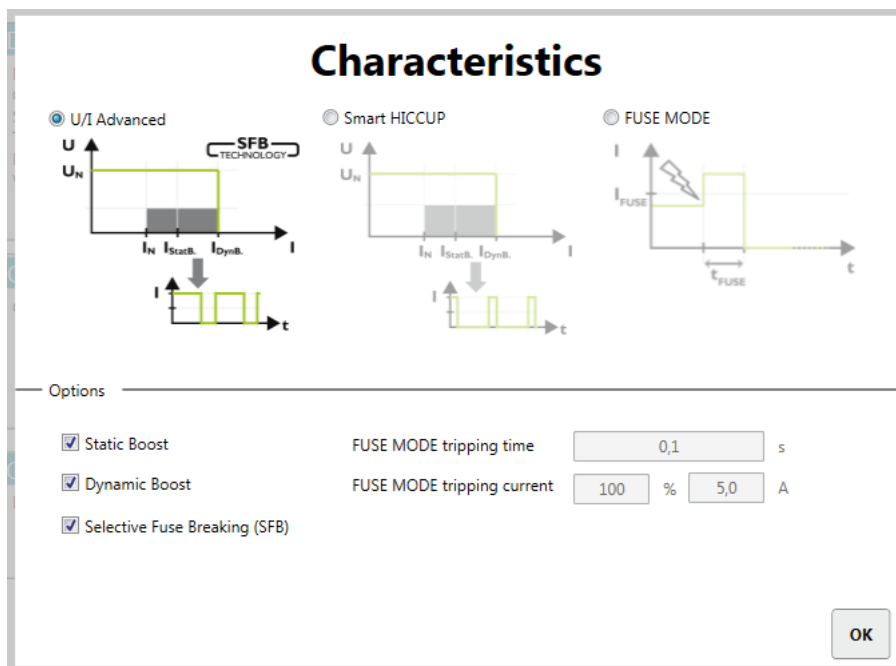 Characteristics
U/I Advanced
Smart HICCUP
FUSE MODE
U
SFB
TECHNOLOGY
UN
IN IStatB. IDynB. I
I
t
U
UN
IN IStatB. IDynB. I
I
t
I
IFUSE
t
tFUSE
Options
Static Boost
FUSE MODE tripping time 0,1 s
Dynamic Boost
FUSE MODE tripping current 100 % 5,0 A
Selective Fuse Breaking (SFB)
OK